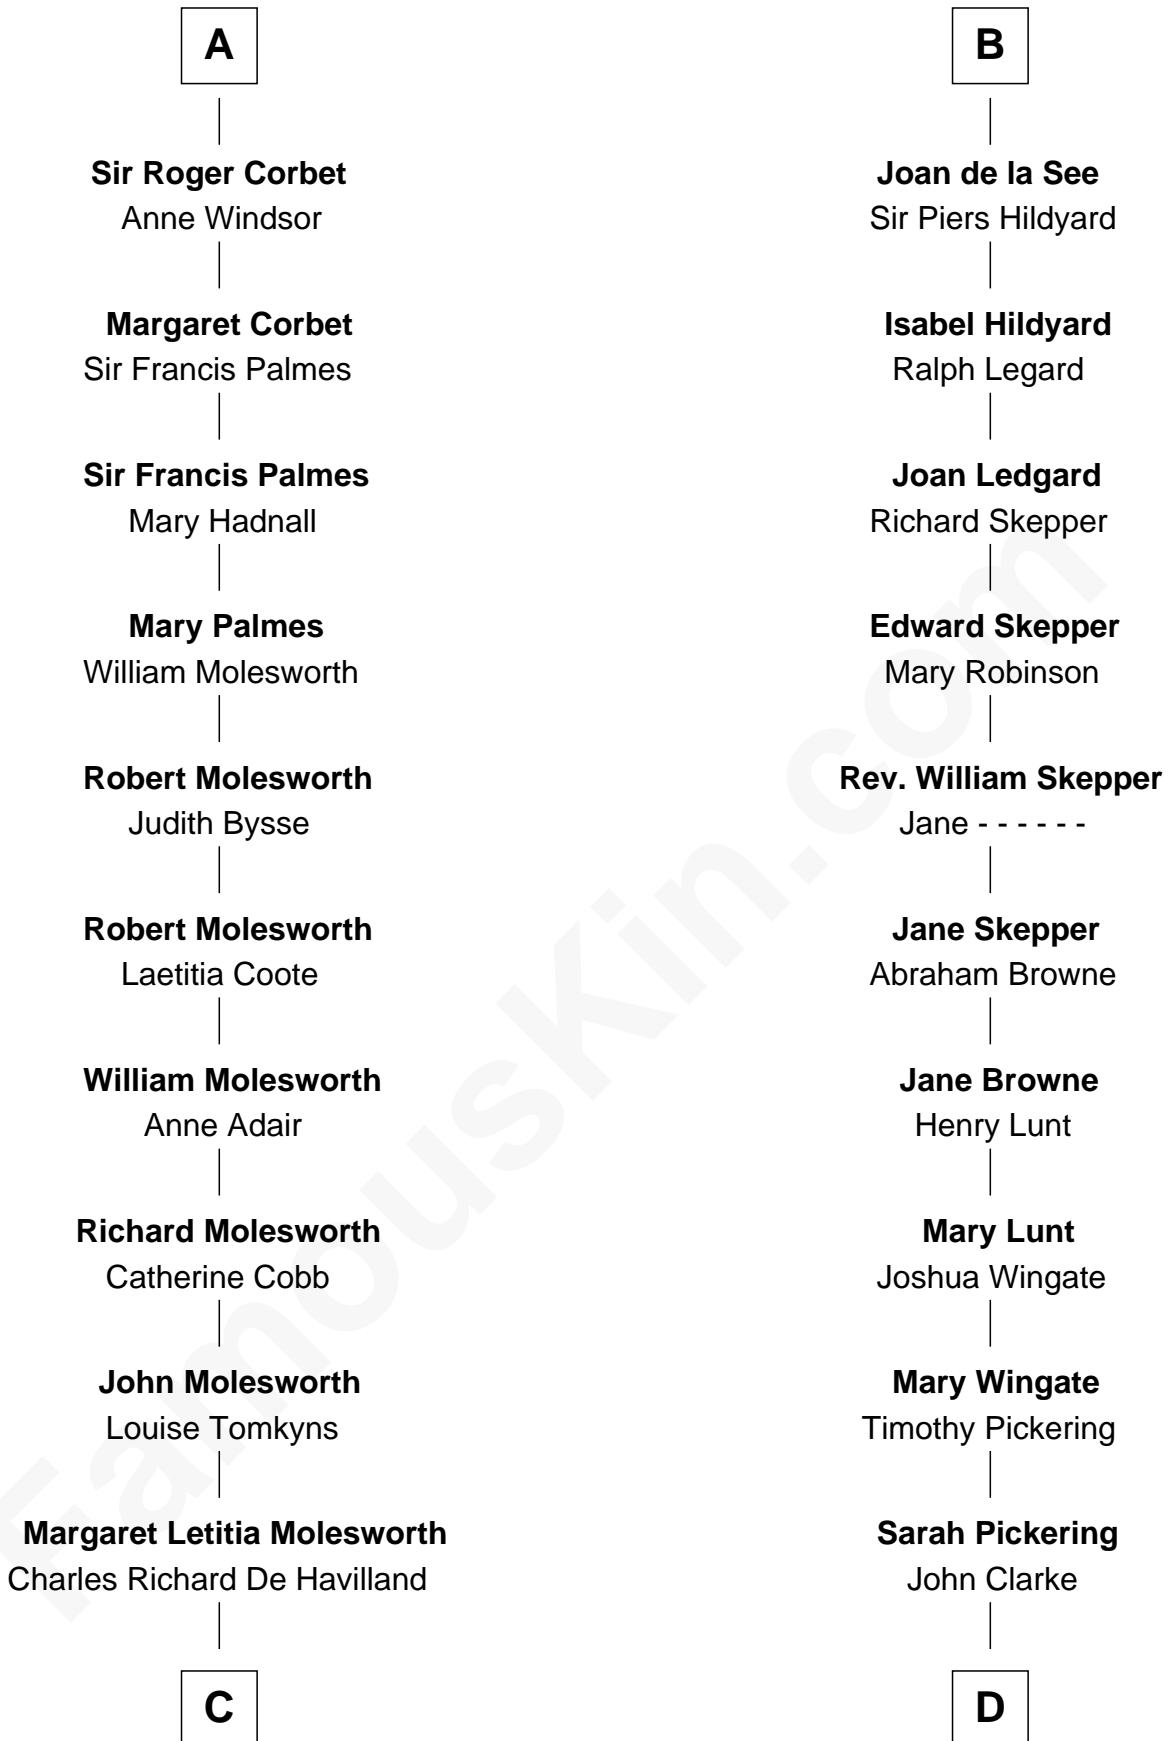 A
Sir Roger Corbet
Anne Windsor
Margaret Corbet
Sir Francis Palmes
Sir Francis Palmes
Mary Hadnall
Mary Palmes
William Molesworth
Robert Molesworth
Judith Bysse
Robert Molesworth
Laetitia Coote
William Molesworth
Anne Adair
Richard Molesworth
Catherine Cobb
John Molesworth
Louise Tomkyns
Margaret Letitia Molesworth
Charles Richard De Havilland
C
B
Joan de la See
Sir Piers Hildyard
Isabel Hildyard
Ralph Legard
Joan Ledgard
Richard Skepper
Edward Skepper
Mary Robinson
Rev. William Skepper
Jane - - - - - -
Jane Skepper
Abraham Browne
Jane Browne
Henry Lunt
Mary Lunt
Joshua Wingate
Mary Wingate
Timothy Pickering
Sarah Pickering
John Clarke
D
FamousKin.com